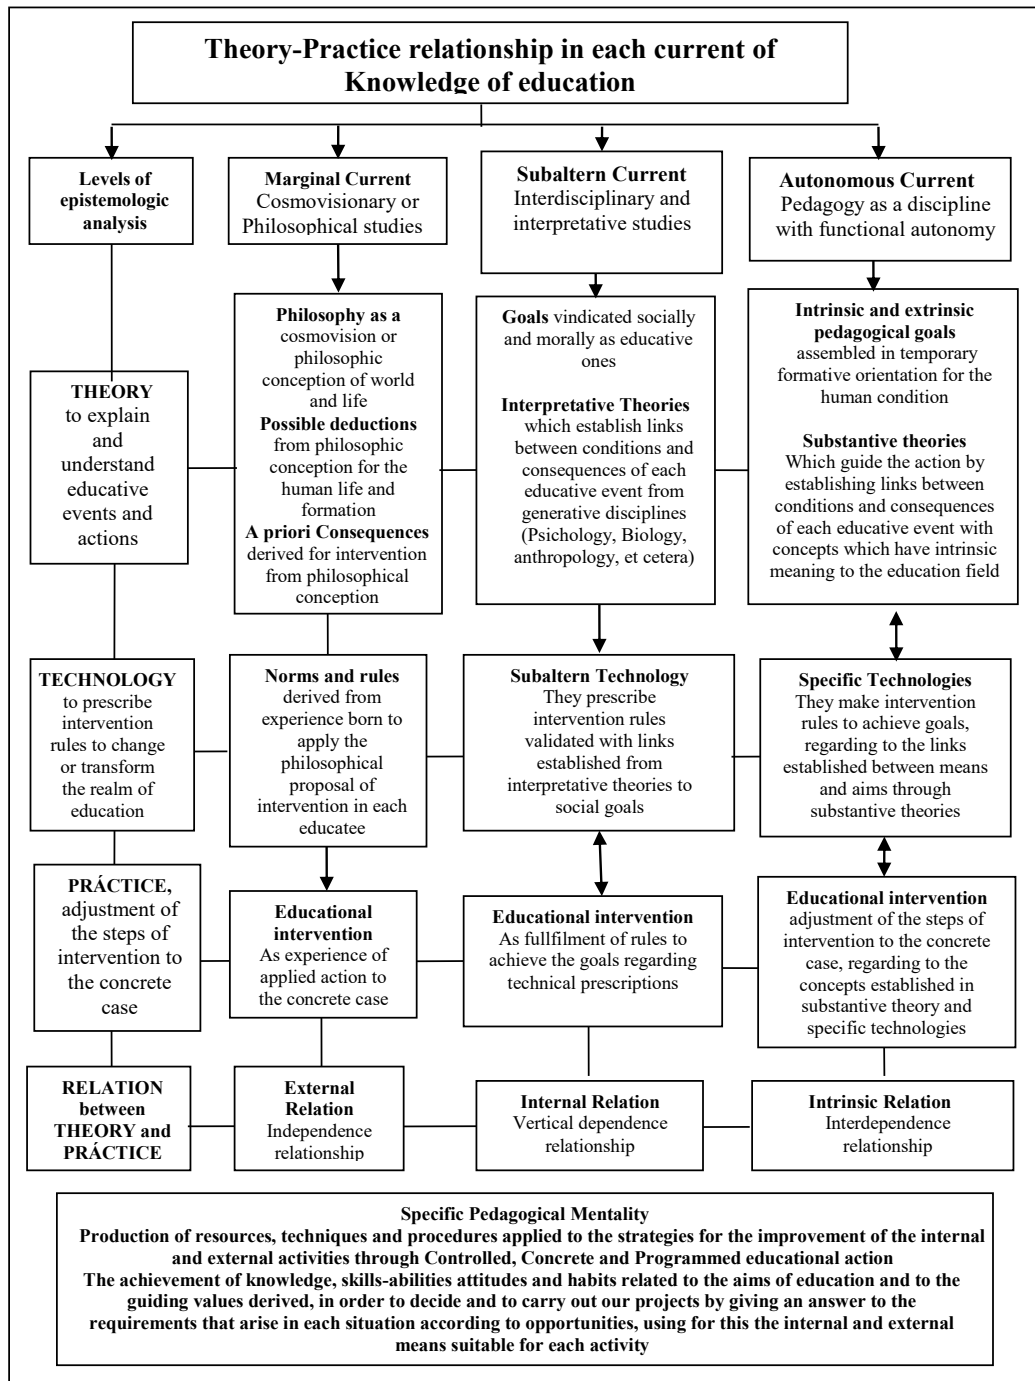 Theory-Practice relationship in each current of
Knowledge of education
Levels of
epistemologic
analysis
Marginal Current
Cosmovisionary or
Philosophical studies
Subaltern Current
Interdisciplinary and
interpretative studies
Autonomous Current
Pedagogy as a discipline
with functional autonomy
THEORY
to explain and
understand
educative
events and
actions
Philosophy as a
cosmovision or
philosophic
conception of world
and life
Possible deductions
from philosophic
conception for the
human life and
formation
A priori Consequences
derived for intervention
from philosophical
conception
Goals vindicated socially
and morally as educative
ones
Interpretative Theories
which establish links
between conditions and
consequences of each
educative event from
generative disciplines
(Psichology, Biology,
anthropology, et cetera)
Intrinsic and extrinsic
pedagogical goals
assembled in temporary
formative orientation for the
human condition
Substantive theories
Which guide the action by
establishing links between
conditions and consequences
of each educative event with
concepts which have intrinsic
meaning to the education field
TECHNOLOGY
to prescribe
intervention
rules to change
or transform
the realm of
education
Norms and rules
derived from
experience born to
apply the
philosophical
proposal of
intervention in each
educatee
Subaltern Technology
They prescribe
intervention rules
validated with links
established from
interpretative theories to
social goals
Specific Technologies
They make intervention
rules to achieve goals,
regarding to the links
established between means
and aims through
substantive theories
PRÁCTICE,
adjustment of
the steps of
intervention to
the concrete
case
Educational
intervention
As experience of
applied action to
the concrete case
Educational intervention
As fullfilment of rules to
achieve the goals regarding
technical prescriptions
Educational intervention
adjustment of the steps of
intervention to the concrete
case, regarding to the
concepts established in
substantive theory and
specific technologies
RELATION
between
THEORY and
PRÁCTICE
External
Relation
Independence
relationship
Internal Relation
Vertical dependence
relationship
Intrinsic Relation
Interdependence
relationship
Specific Pedagogical Mentality
Production of resources, techniques and procedures applied to the strategies for the improvement of the internal
and external activities through Controlled, Concrete and Programmed educational action
The achievement of knowledge, skills-abilities attitudes and habits related to the aims of education and to the
guiding values derived, in order to decide and to carry out our projects by giving an answer to the
requirements that arise in each situation according to opportunities, using for this the internal and external
means suitable for each activity